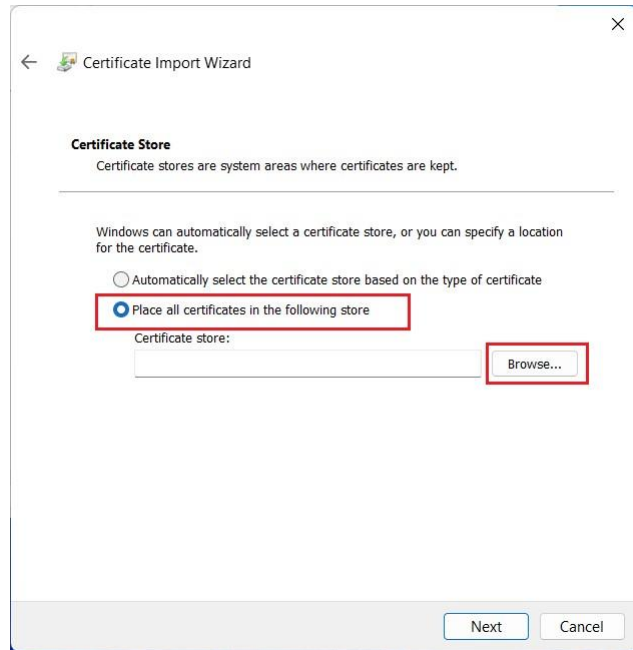 Certificate Import Wizard
Certificate Store
Certificate stores are system areas where certificates are kept.
Windows can automatically select a certificate store, or you can specify a location
for the certificate.
Automatically select the certificate store based on the type of certificate
Place all certificates in the following store
Certificate store:
Browse...
Next
Cancel